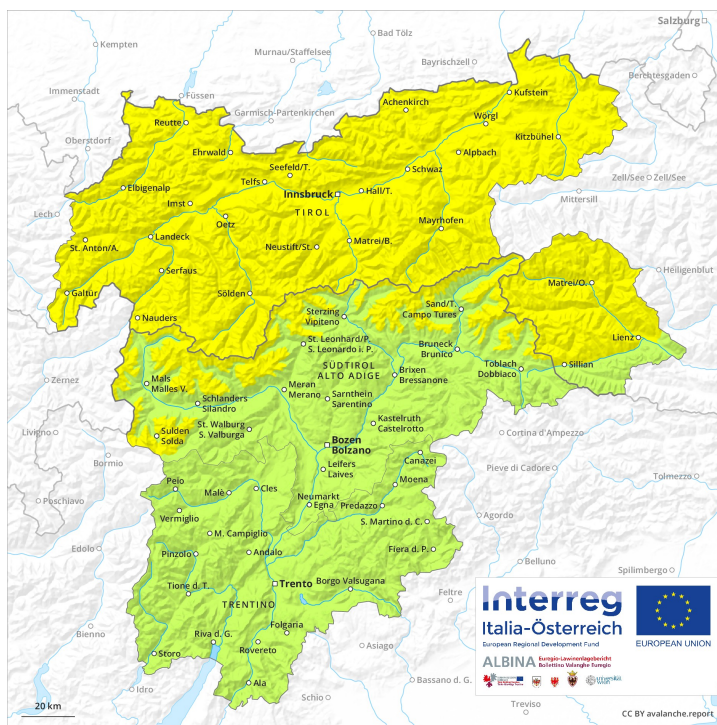 Salzburg
Kempten
Bad Tölz
Murnau/Staffelsee
Bayrischzell
Berchtesgaden
Immenstadt
Füssen
Garmisch-Partenkirchen
Achenkirch
Kufstein
Reutte
Wörgl
Oberstdorf
Ehrwald
Seefeld/T.
Alpbach
Kitzbühel
Telfs
Schwaz
Zell/See
Zell/See
Elbigenalp
Innsbruck
Hall/T.
Mittersill
Lech
Imst
TIROL
Oetz
Mayrhofen
St. Anton/A.
Landeck
Neustift/St.
Matrei/B.
Serfaus
Heiligenblut
Galtür
Sölden
Matrei/O.
Nauders
Sterzing
Vipiteno
Sand/T.
Campo Tures
Lienz
St. Leonhard/P.
S. Leonardo i. P.
Bruneck
Brunico
Toblach
Dobbiaco
Sillian
Zernez
Mals
Malles V.
SÜDTIROL
ALTO ADIGE
Brixen
Bressanone
Meran
Merano
Schlanders
Silandro
Sarnthein
Sarentino
Livigno
Sulden
Solda
St. Walburg
S. Valburga
Kastelruth
Castelrotto
Cortina d'Ampezzo
Bozen
Bolzano
Bormio
Canazei
Pieve di Cadore
Leifers
Laives
Tolmezzo
Poschiavo
Peio
Malè
Cles
Moena
Neumarkt
Egna
Predazzo
Vermiglio
Agordo
S. Martino d. C.
M. Campiglio
Edolo
Pinzolo
Andalo
Fiera d. P.
Belluno
Spilimbergo
Tione d. T.
Trento
Borgo Valsugana
Feltre
TRENTINO
Folgaria
Bienno
Riva d. G.
Rovereto
Asiago
Storo
Bassano d. G.
Idro
Ala
Schio
Treviso
20 km
Interreg
Italia-Österreich
European Regional Development Fund
EUROPEAN UNION
ALBINA Euregio-Lawinenlagebericht
Bollettino Valanghe Euregio
universität
wien
CC BY avalanche.report